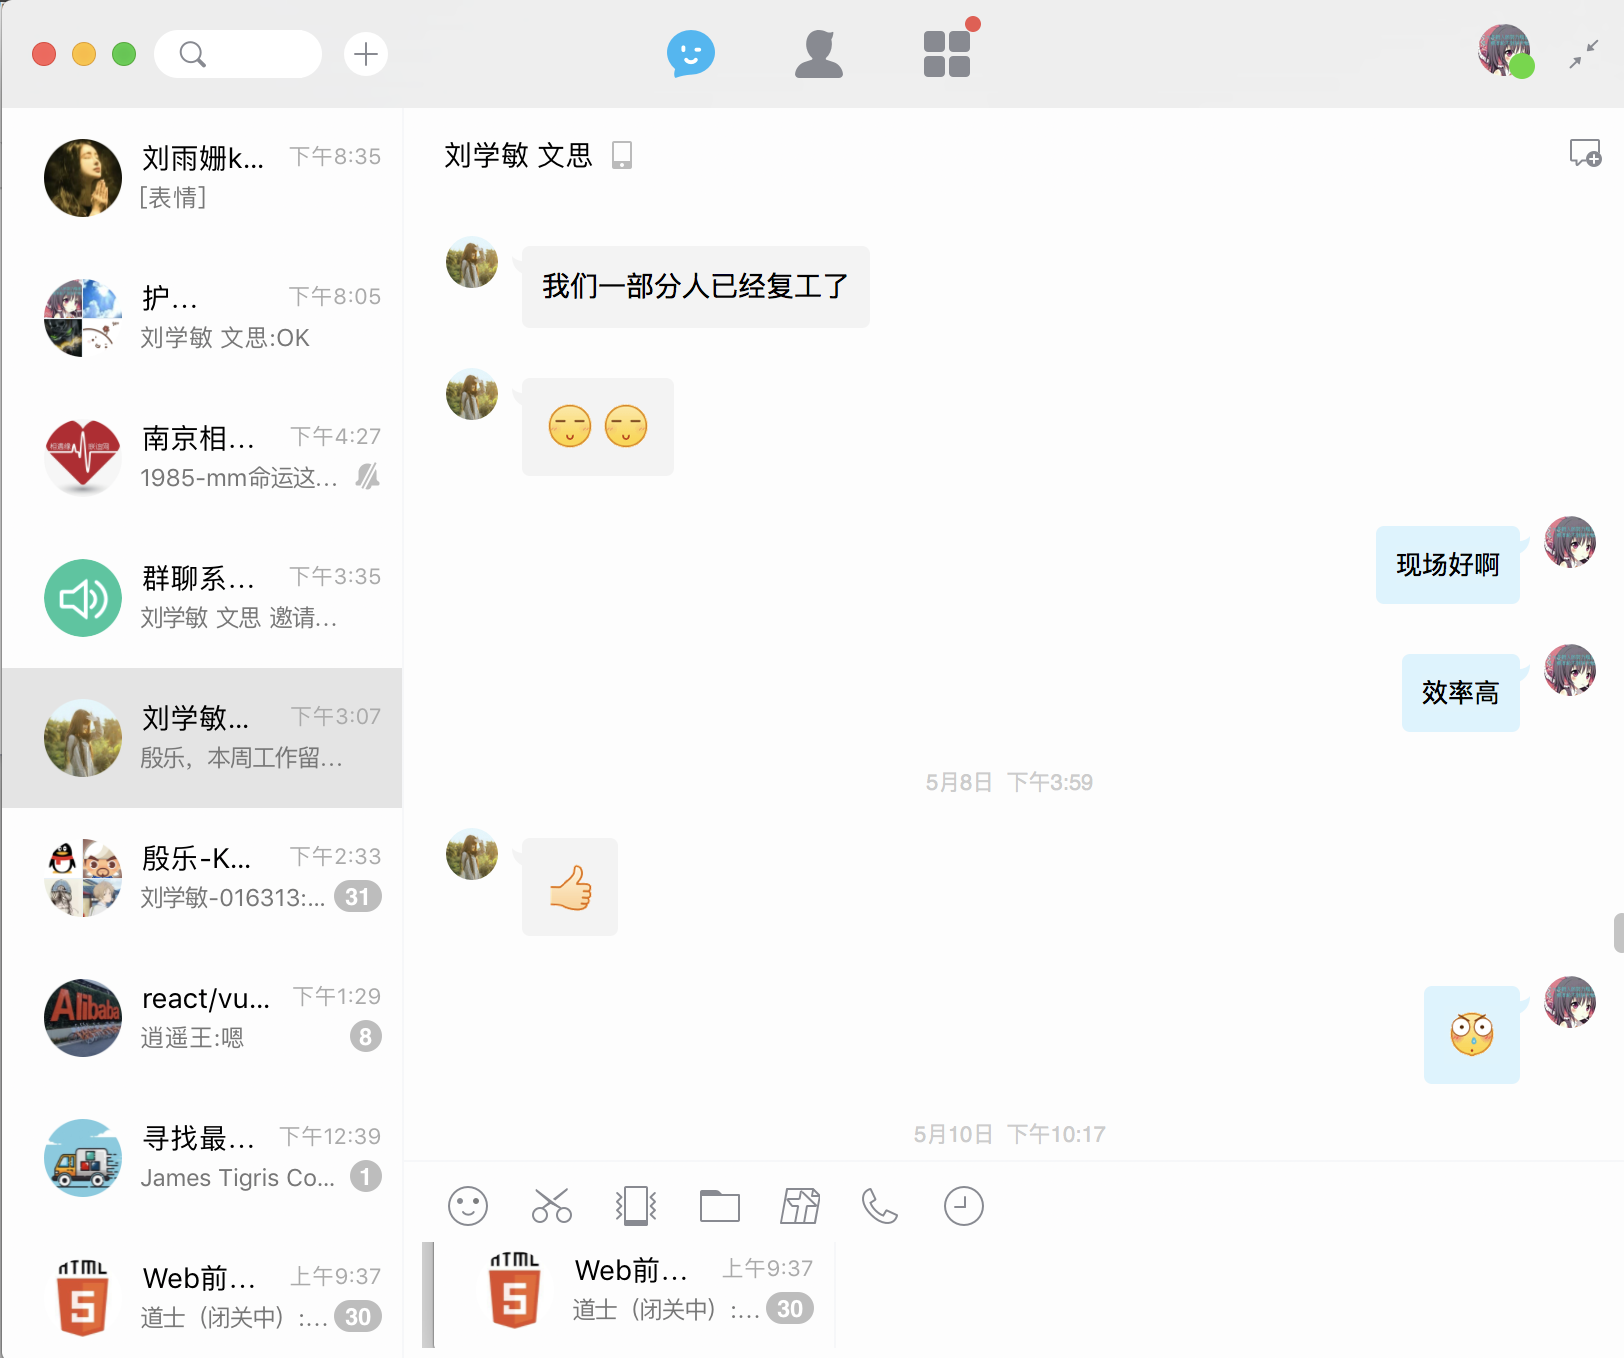 刘雨姗k... 下午8:35
[表情]
护... 下午8:05
刘学敏 文思:OK
南京相... 下午4:27
1985-mm命运这...
群聊系... 下午3:35
刘学敏 文思 邀请...
刘学敏... 下午3:07
殷乐，本周工作留...
殷乐-K... 下午2:33
刘学敏-016313:... 31
Alibaba
react/vu... 下午1:29
逍遥王:嗯 8
寻找最... 下午12:39
James Tigris Co... 1
HTML
5
Web前... 上午9:37
道士（闭关中）:... 30
刘学敏 文思
我们一部分人已经复工了
现场好啊
效率高
5月8日 下午3:59
5月10日 下午10:17
HTML
5
Web前... 上午9:37
道士（闭关中）:... 30